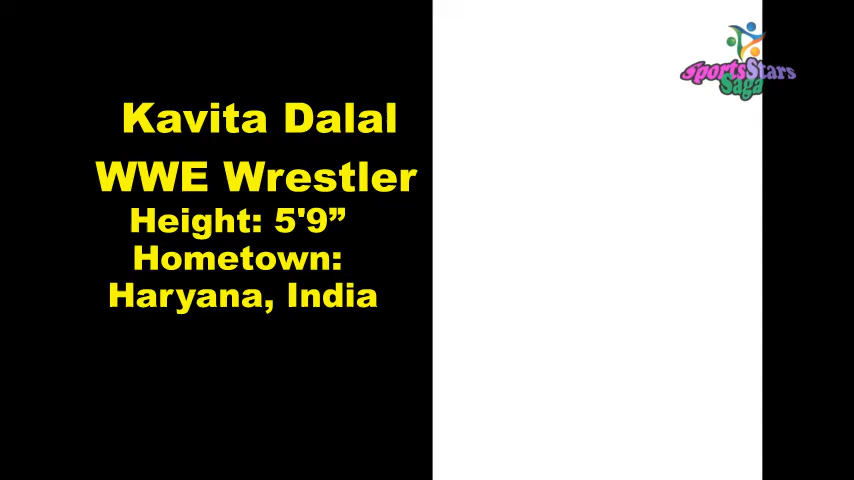 Kavita Dalal
WWE Wrestler
Height: 5'9”
Hometown:
Haryana, India
SportsStars
Saga